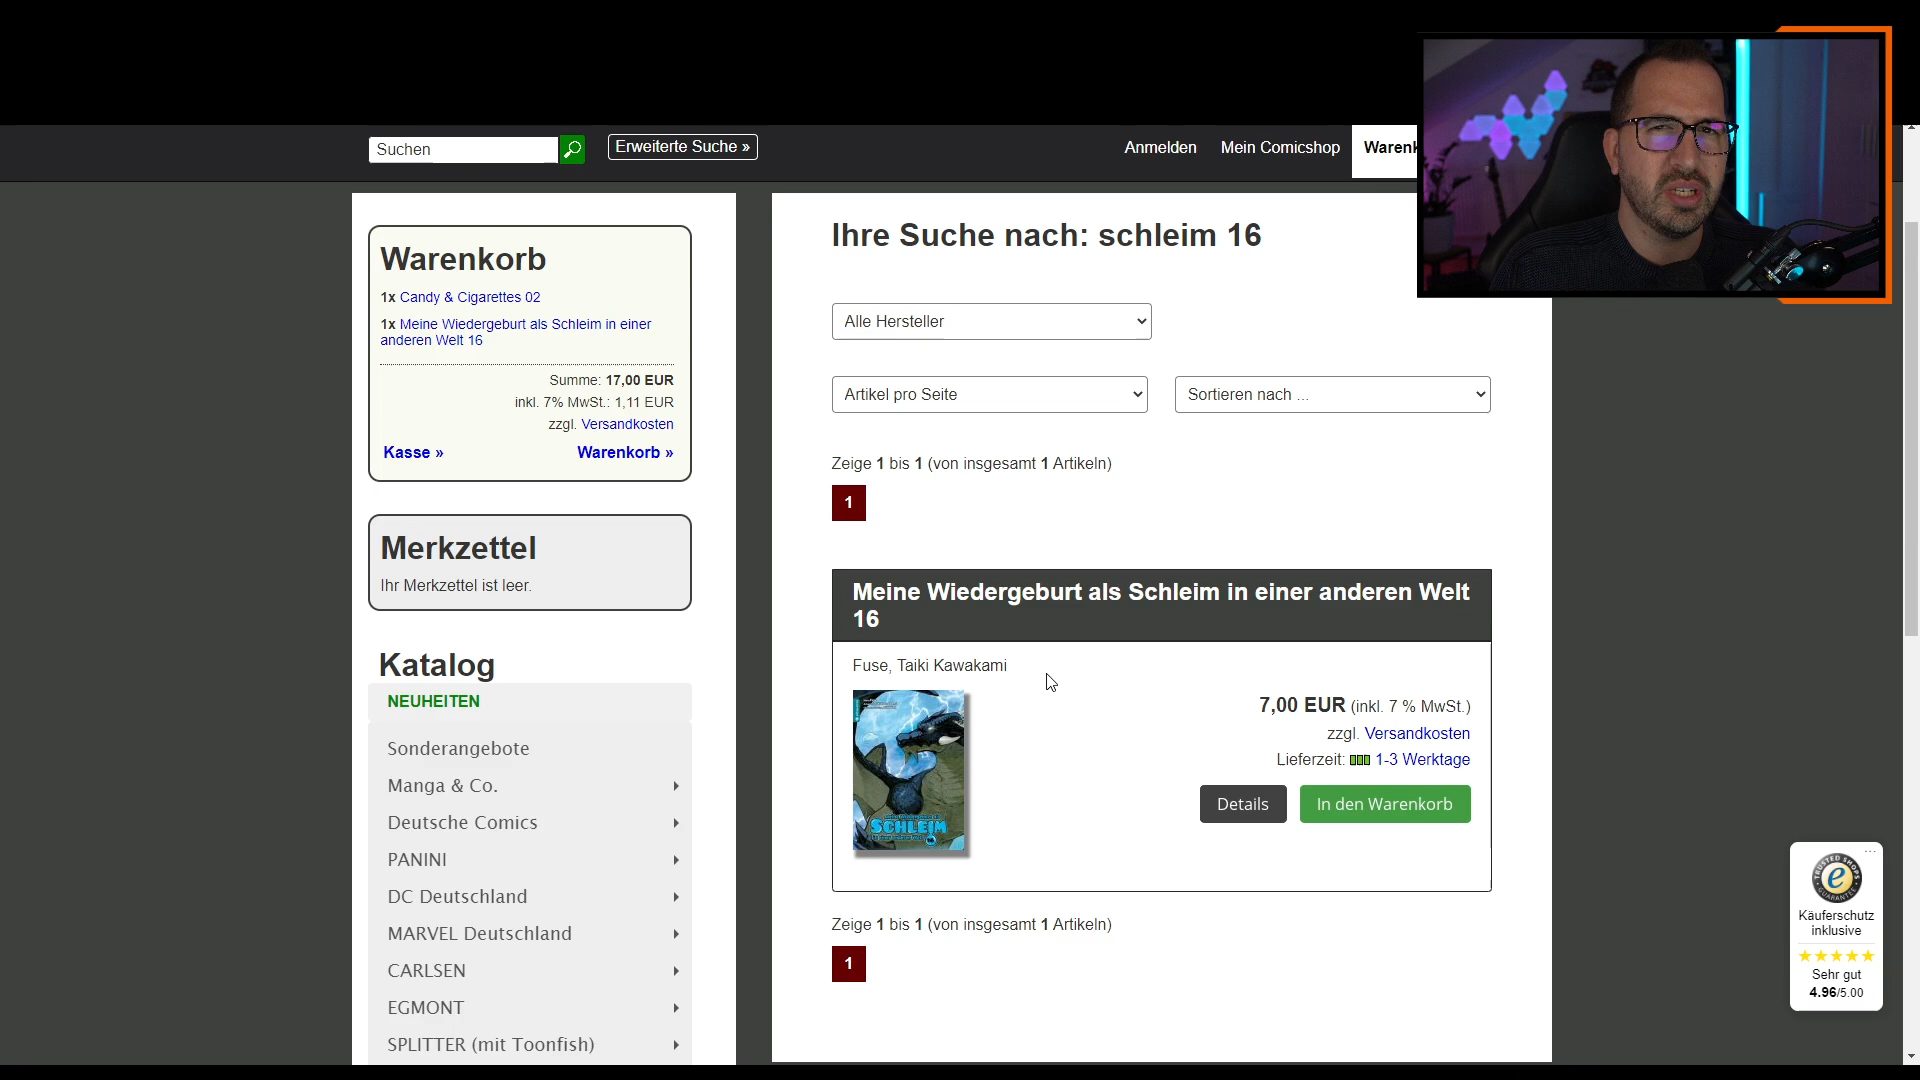 Suchen
Erweiterte Suche »
Anmelden
Mein Comicshop
Warenk
Warenkorb
1x Candy & Cigarettes 02
1x Meine Wiedergeburt als Schleim in einer
anderen Welt 16
Summe: 17,00 EUR
inkl. 7% MwSt.: 1,11 EUR
zzgl. Versandkosten
Kasse »
Warenkorb »
Merkzettel
Ihr Merkzettel ist leer.
Katalog
NEUHEITEN
Sonderangebote
Manga & Co.
Deutsche Comics
PANINI
DC Deutschland
MARVEL Deutschland
CARLSEN
EGMONT
SPLITTER (mit Toonfish)
Ihre Suche nach: schleim 16
Alle Hersteller
Artikel pro Seite
Sortieren nach ...
Zeige 1 bis 1 (von insgesamt 1 Artikeln)
1
Meine Wiedergeburt als Schleim in einer anderen Welt
16
Fuse, Taiki Kawakami
SCHLEIM
7,00 EUR (inkl. 7 % MwSt.)
zzgl. Versandkosten
Lieferzeit: 1-3 Werktage
Details
In den Warenkorb
Zeige 1 bis 1 (von insgesamt 1 Artikeln)
1
...
TRUSTED SHOPS
GUARANTEE
e
Käuferschutz
inklusive
Sehr gut
4.96/5.00